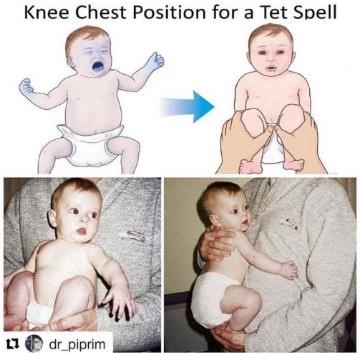 Knee Chest Position for a Tet Spell
dr_piprim